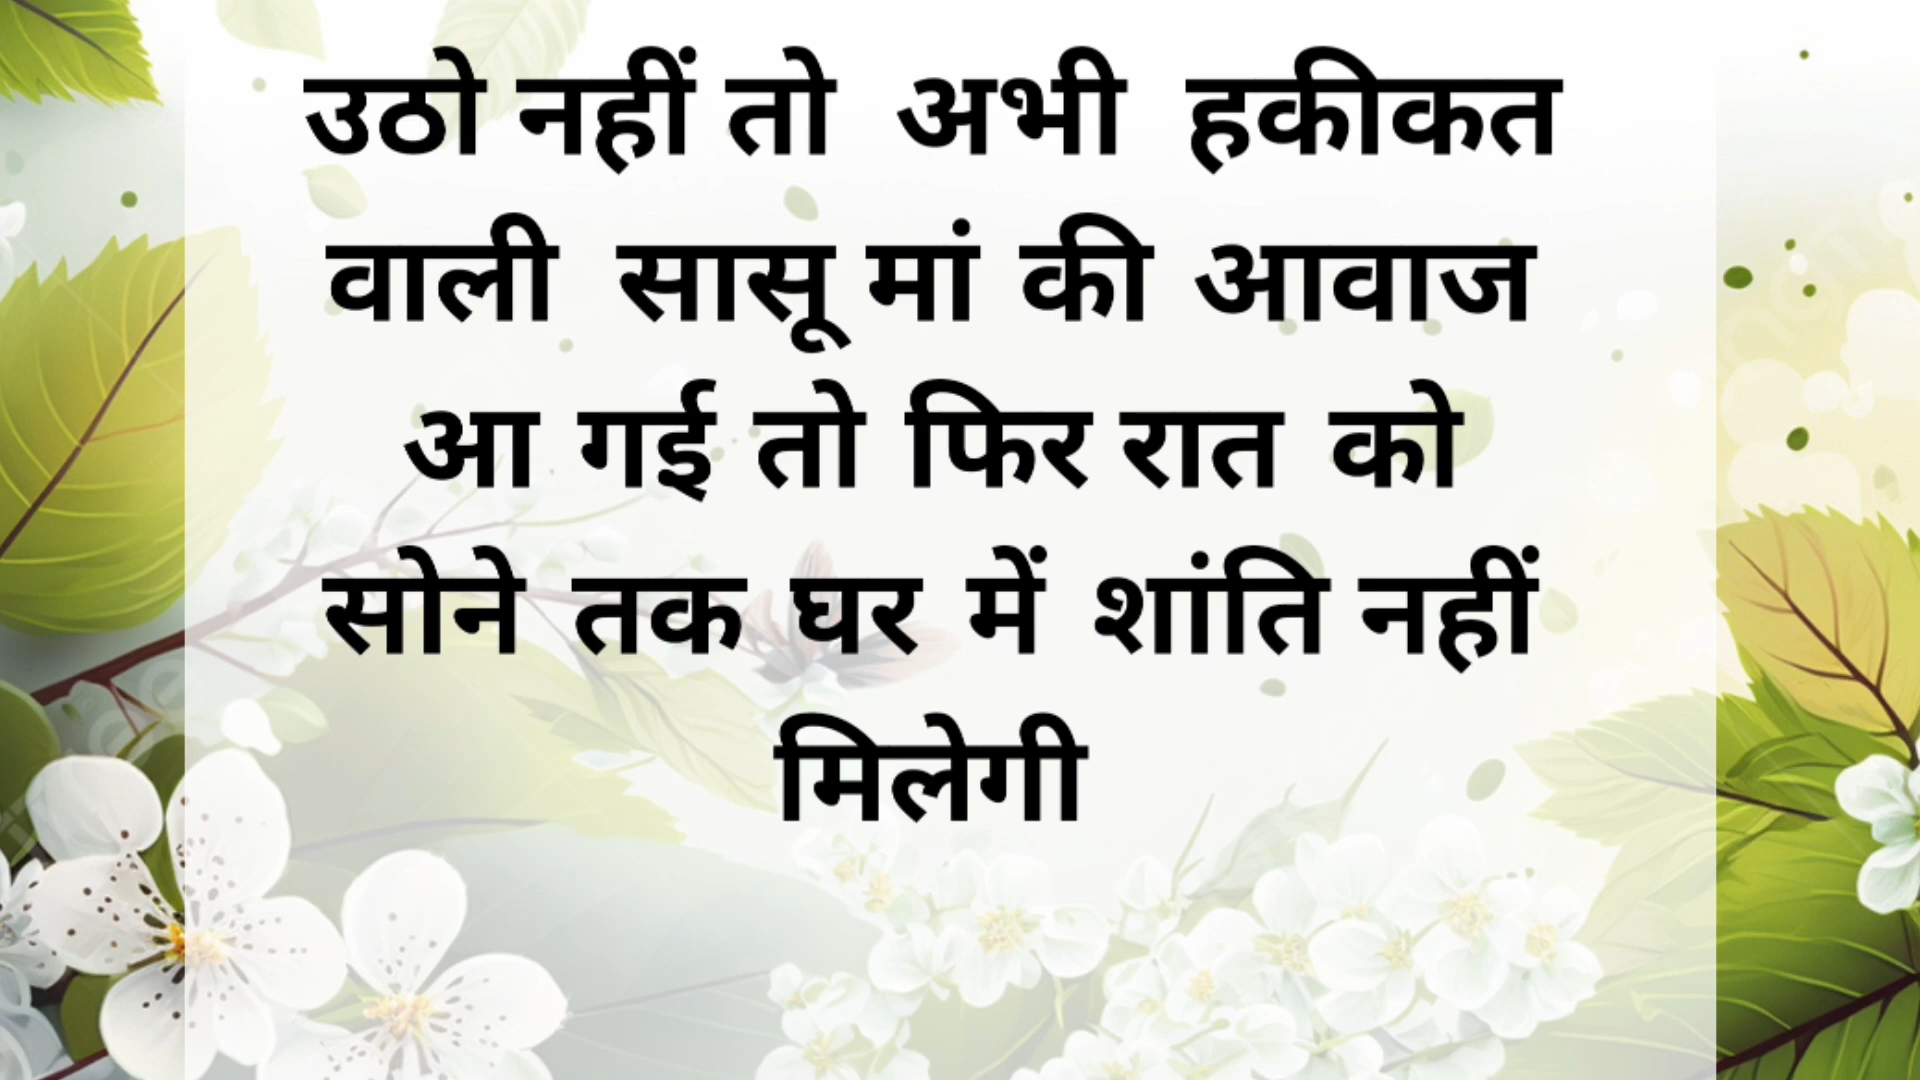 उठो नहीं तो अभी हकीकत
वाली सासू मां की आवाज
आ गई तो फिर रात को
सोने तक घर में शांति नहीं
मिलेगी